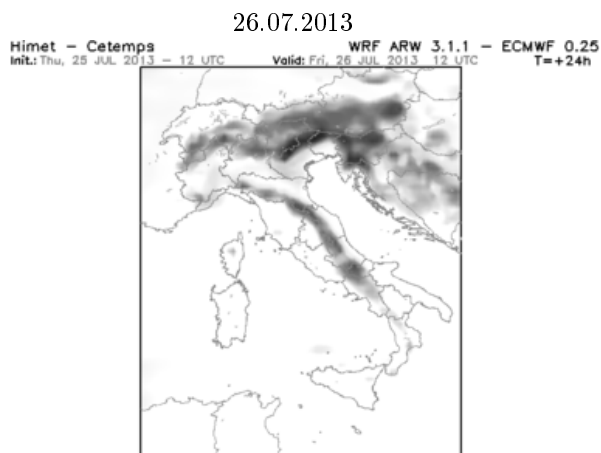 26.07.2013
Himet – Cetemps WRF ARW 3.1.1 – ECMWF 0.25
Init.: Thu, 25 JUL 2013 – 12 UTC Valid: Fri, 26 JUL 2013 12 UTC T=+24h